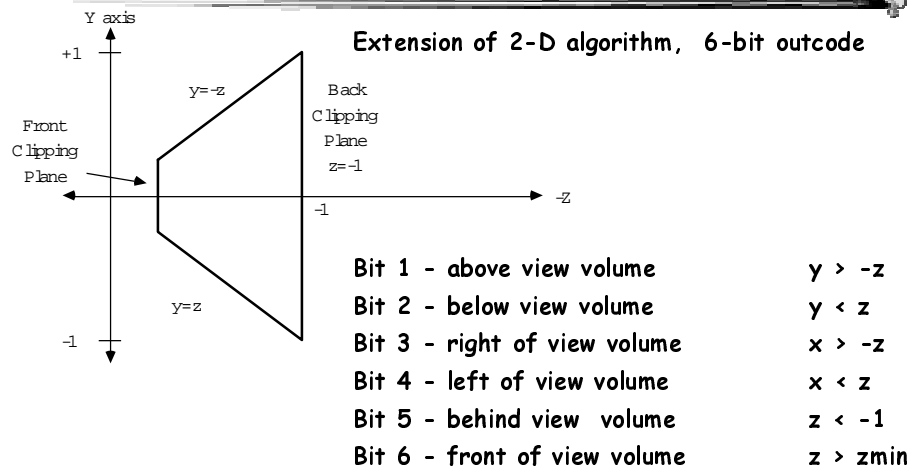 Extension of 2-D algorithm, 6-bit outcode
Y axis
+1
y=-z
Back
Clipping
Plane
z=-1
Front
Clipping
Plane
-Z
-1
y=z
-1
Bit 1 - above view volume y > -z
Bit 2 - below view volume y < z
Bit 3 - right of view volume x > -z
Bit 4 - left of view volume x < z
Bit 5 - behind view volume z < -1
Bit 6 - front of view volume z > zmin